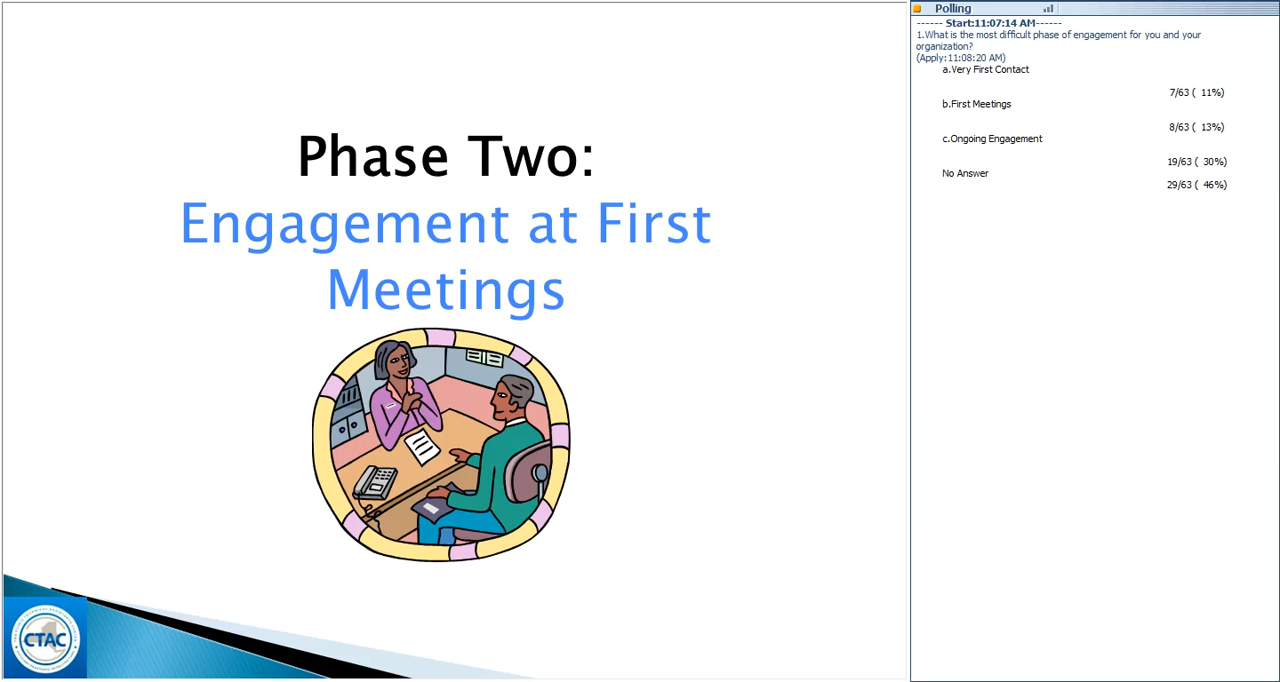 Phase Two:
Engagement at First
Meetings
CTAC
Polling
------ Start:11:07:14 AM------
1.What is the most difficult phase of engagement for you and your
organization?
(Apply:11:08:20 AM)
a.Very First Contact
7/63 ( 11%)
b.First Meetings
8/63 ( 13%)
c.Ongoing Engagement
19/63 ( 30%)
No Answer
29/63 ( 46%)